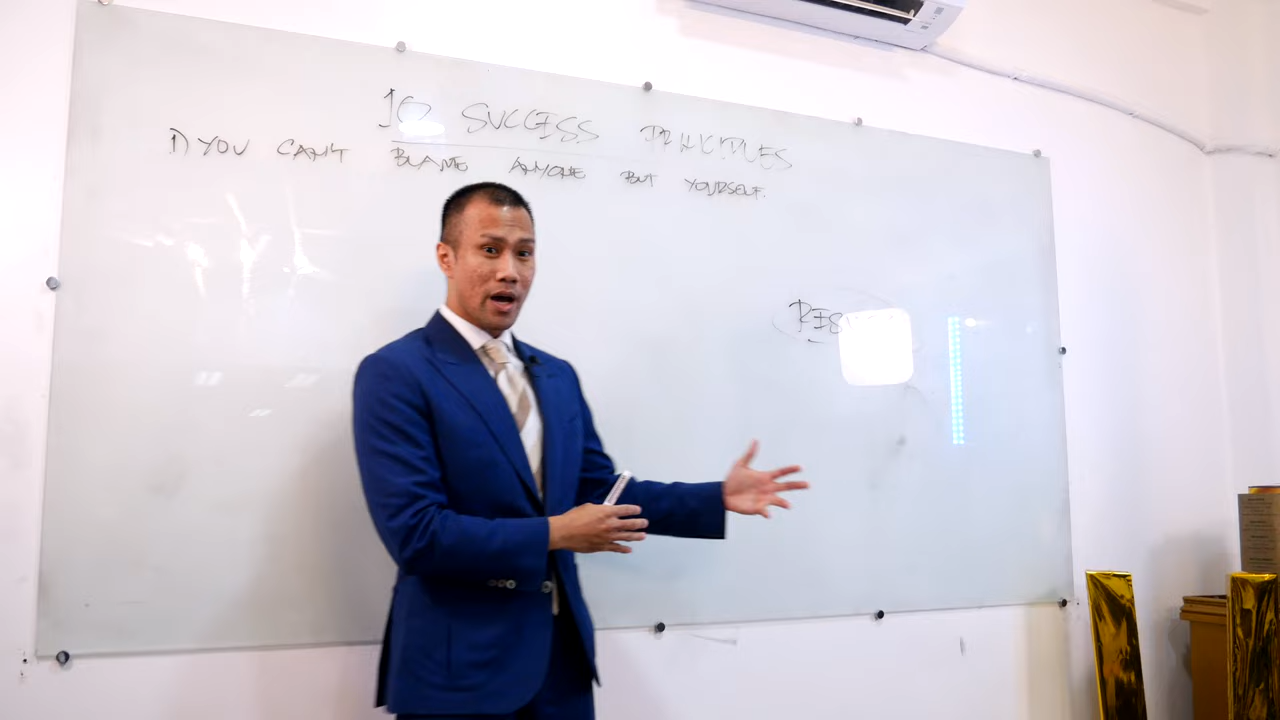 10 SUCCESS PRINCIPLES
1) YOU CAN'T BLAME ANYONE BUT YOURSELF.